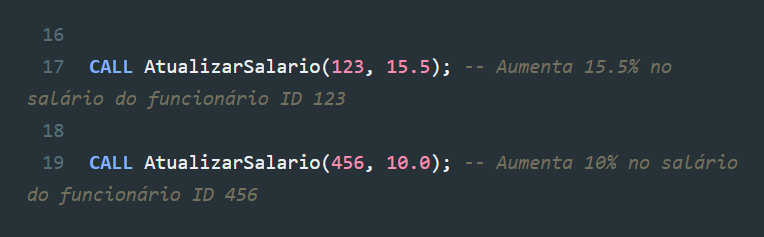 16
17 CALL AtualizarSalario(123, 15.5); -- Aumenta 15.5% no
salário do funcionário ID 123
18
19 CALL AtualizarSalario(456, 10.0); -- Aumenta 10% no salário
do funcionário ID 456